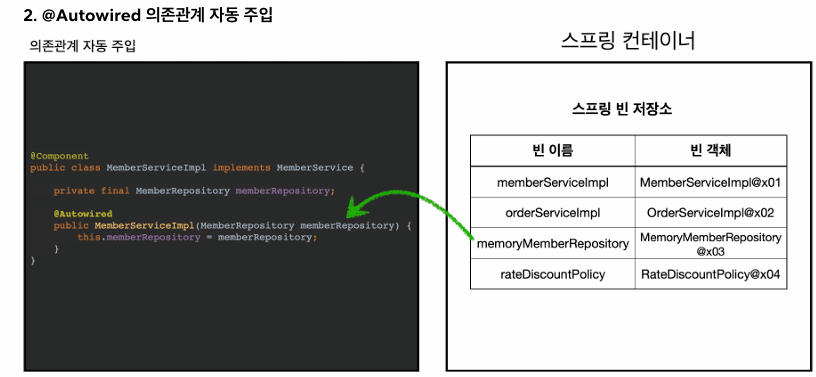 2. @Autowired 의존관계 자동 주입
의존관계 자동 주입
@Component
public class MemberServiceImpl implements MemberService {
private final MemberRepository memberRepository;
@Autowired
public MemberServiceImpl(MemberRepository memberRepository) {
this.memberRepository = memberRepository;
}
}
스프링 컨테이너
스프링 빈 저장소
빈 이름 빈 객체
memberServiceImpl MemberServiceImpl@x01
orderServiceImpl OrderServiceImpl@x02
memoryMemberRepository MemoryMemberRepository
@x03
rateDiscountPolicy RateDiscountPolicy@x04